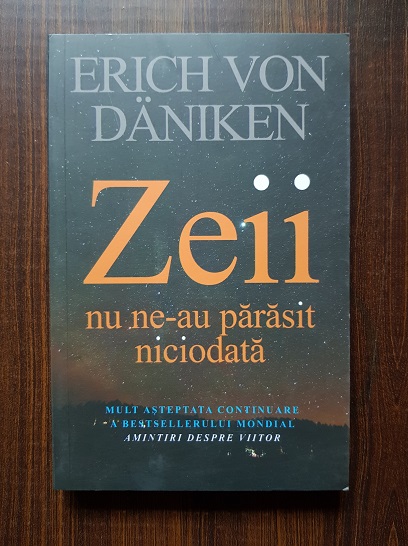 ERICH VON
DÄNIKEN
Zeii
nu ne-au părăsit
niciodată
MULT AȘTEPTATA CONTINUARE
A BESTSELLERULUI MONDIAL
AMINTIRI DESPRE VIITOR